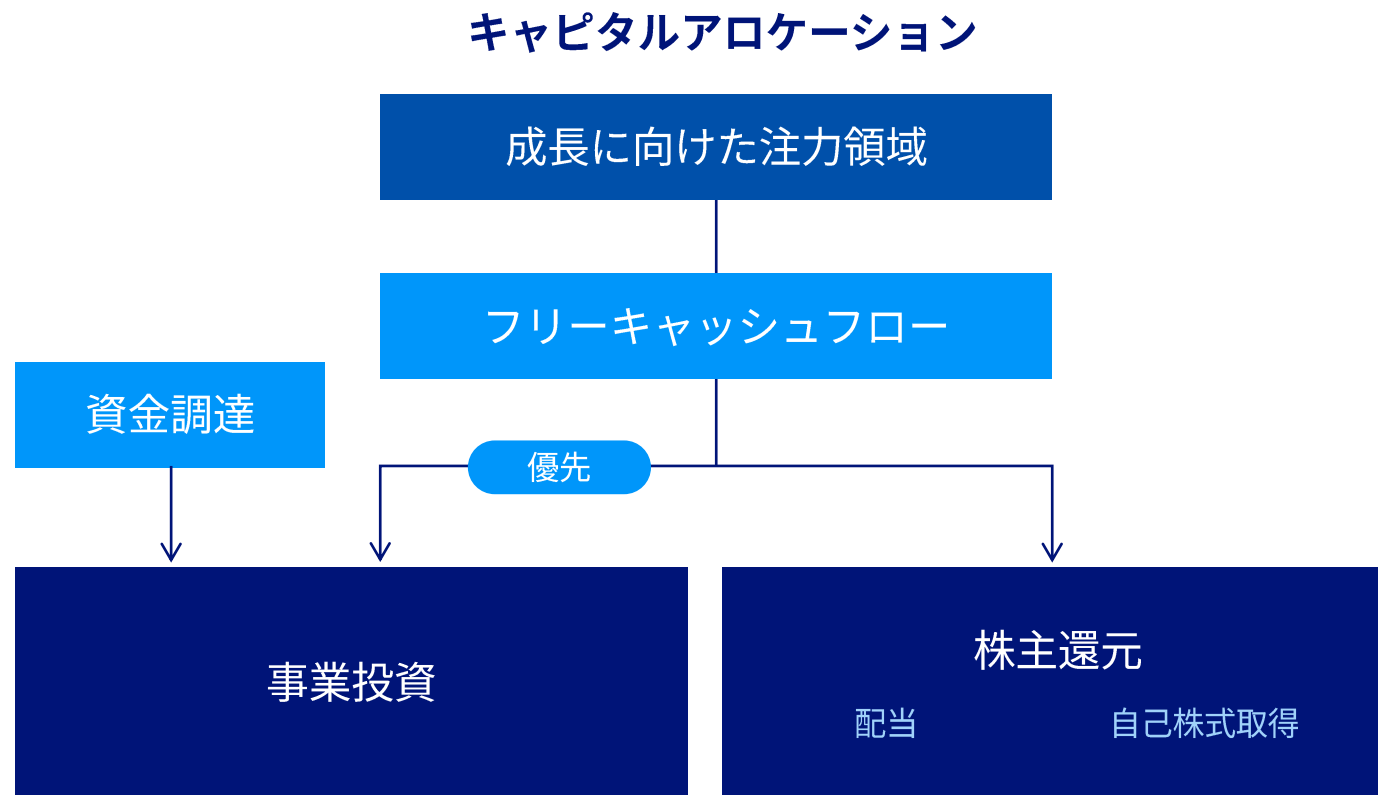 キャピタルアロケーション
成長に向けた注力領域
フリーキャッシュフロー
資金調達
優先
事業投資
株主還元
配当
自己株式取得